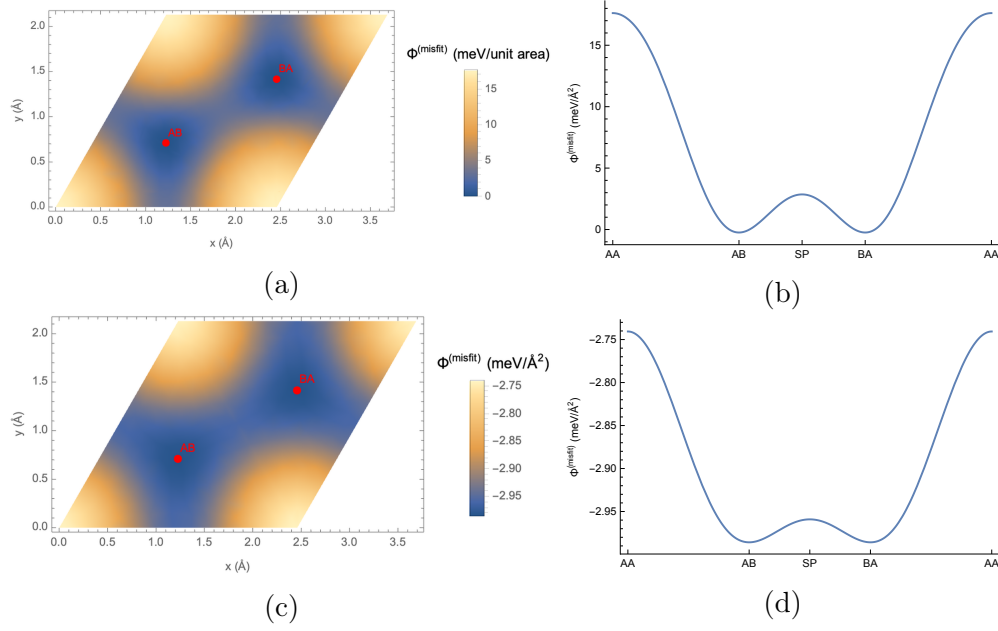 Φ(misfit) (meV/unit area)
15
10
5
0
2.0
1.5
1.0
0.5
0.0
y (Å)
BA
AB
0.0 0.5 1.0 1.5 2.0 2.5 3.0 3.5
x (Å)
(a)
Φ(misfit) (meV/Å2)
15
10
5
0
AA AB SP BA AA
(b)
Φ(misfit) (meV/Å2)
-2.75
-2.80
-2.85
-2.90
-2.95
2.0
1.5
1.0
0.5
0.0
y (Å)
BA
AB
0.0 0.5 1.0 1.5 2.0 2.5 3.0 3.5
x (Å)
(c)
Φ(misfit) (meV/Å2)
-2.75
-2.80
-2.85
-2.90
-2.95
AA AB SP BA AA
(d)